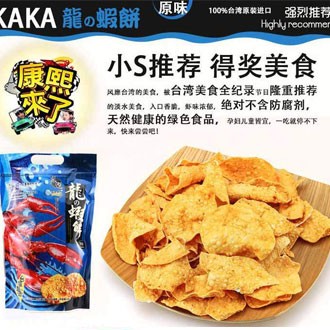 KAKA 龍の蝦餅
原味
100%台湾原装进口
强烈推荐
Highly recommen
康熙來了
小S推荐 得奖美食
风靡台湾的美食，被台湾美食全纪录节目隆重推荐
的淡水美食，入口香脆，虾味浓郁，绝对不含防腐剂，
天然健康的绿色食品，孕妇儿童皆宜，一吃就停不下
来，快来尝尝吧！
龍の蝦餅